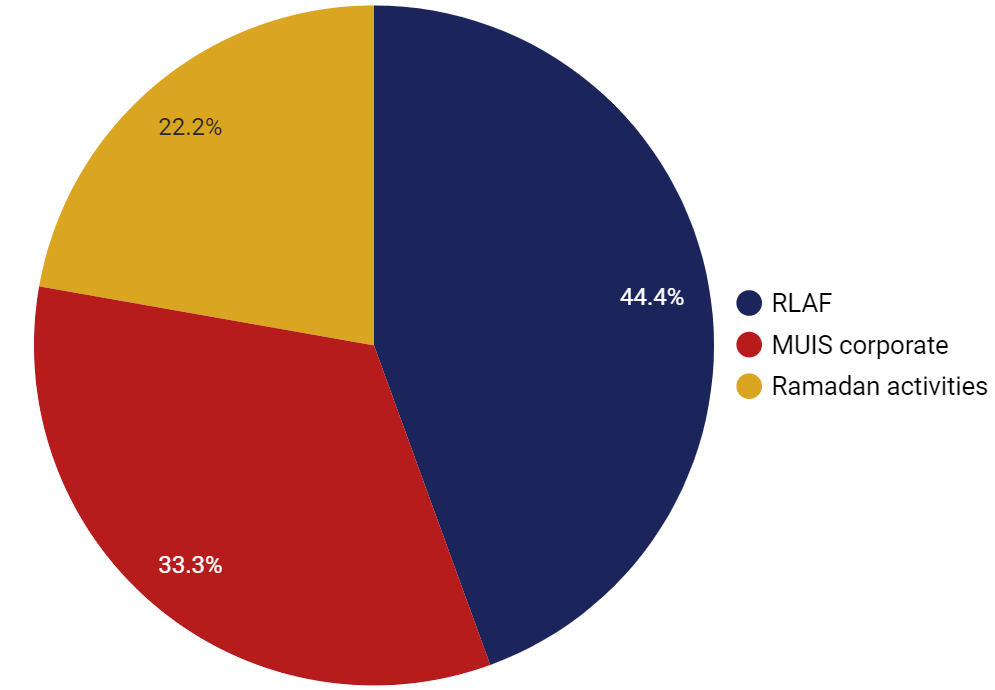 22.2%
44.4%
33.3%
RLAF
MUIS corporate
Ramadan activities